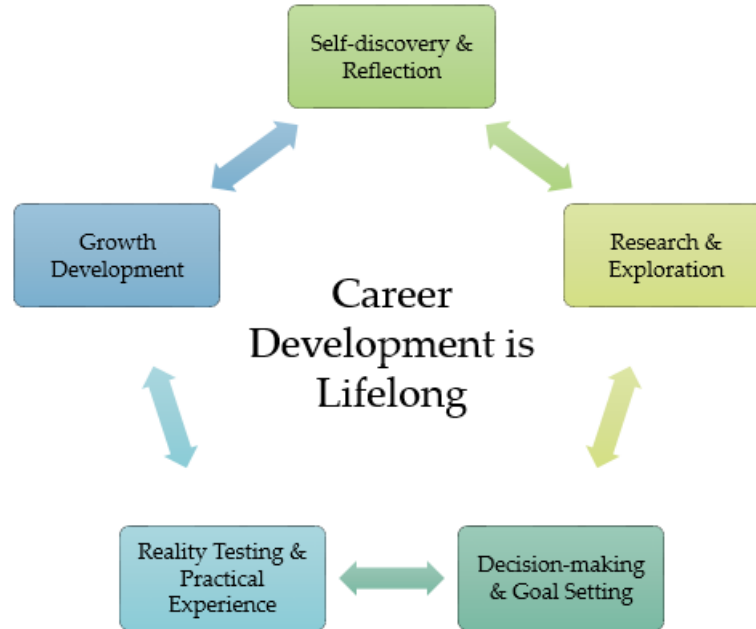 Self-discovery &
Reflection
Growth
Development
Research &
Exploration
Career
Development is
Lifelong
Reality Testing &
Practical
Experience
Decision-making
& Goal Setting